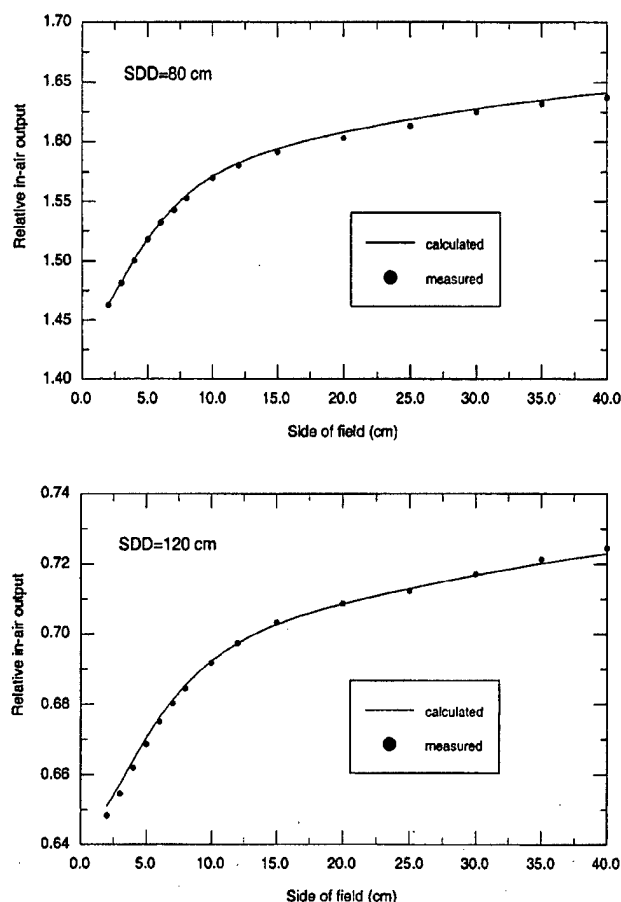 1.70
SDD=80 cm
1.65
1.60
1.55
1.50
1.45
1.40
Relative in-air output
calculated
measured
0.0 5.0 10.0 15.0 20.0 25.0 30.0 35.0 40.0
Side of field (cm)
0.74
SDD=120 cm
0.72
0.70
0.68
0.66
0.64
Relative in-air output
calculated
measured
0.0 5.0 10.0 15.0 20.0 25.0 30.0 35.0 40.0
Side of field (cm)